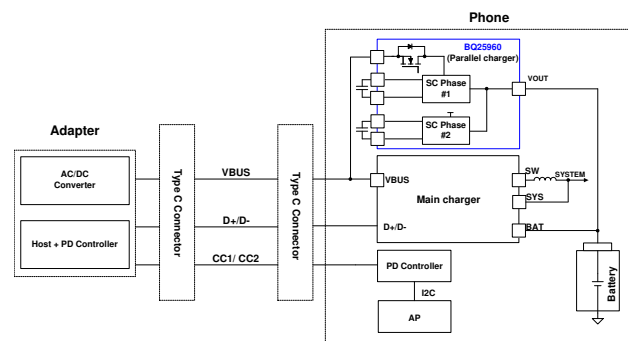 Phone
BQ25960
(Parallel charger)
SC Phase
#1
VOUT
SC Phase
#2
Adapter
AC/DC
Converter
Host + PD Controller
Type C Connector
VBUS
D+/D-
CC1/ CC2
Type C Connector
VBUS
D+/D-
Main charger
SW
SYSTEM
SYS
BAT
PD Controller
I2C
AP
Battery